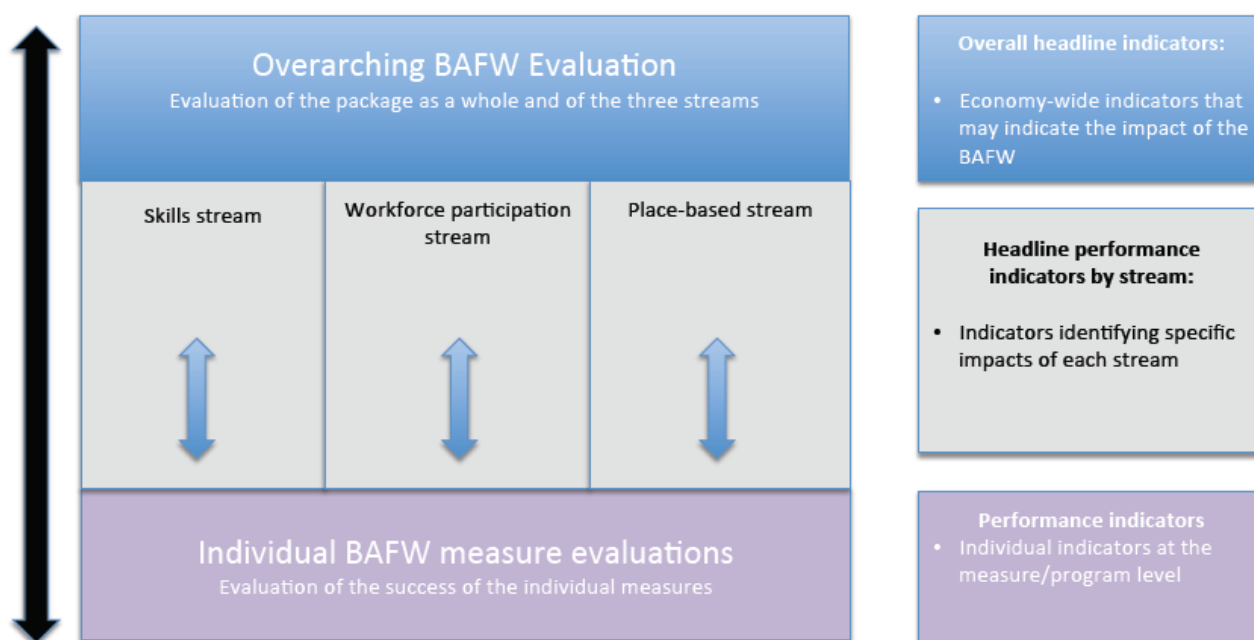 Overarching BAFW Evaluation
Evaluation of the package as a whole and of the three streams
Skills stream
Workforce participation
stream
Place-based stream
Individual BAFW measure evaluations
Evaluation of the success of the individual measures
Overall headline indicators:
• Economy-wide indicators that
may indicate the impact of the
BAFW
Headline performance
indicators by stream:
• Indicators identifying specific
impacts of each stream
Performance indicators
• Individual indicators at the
measure/program level